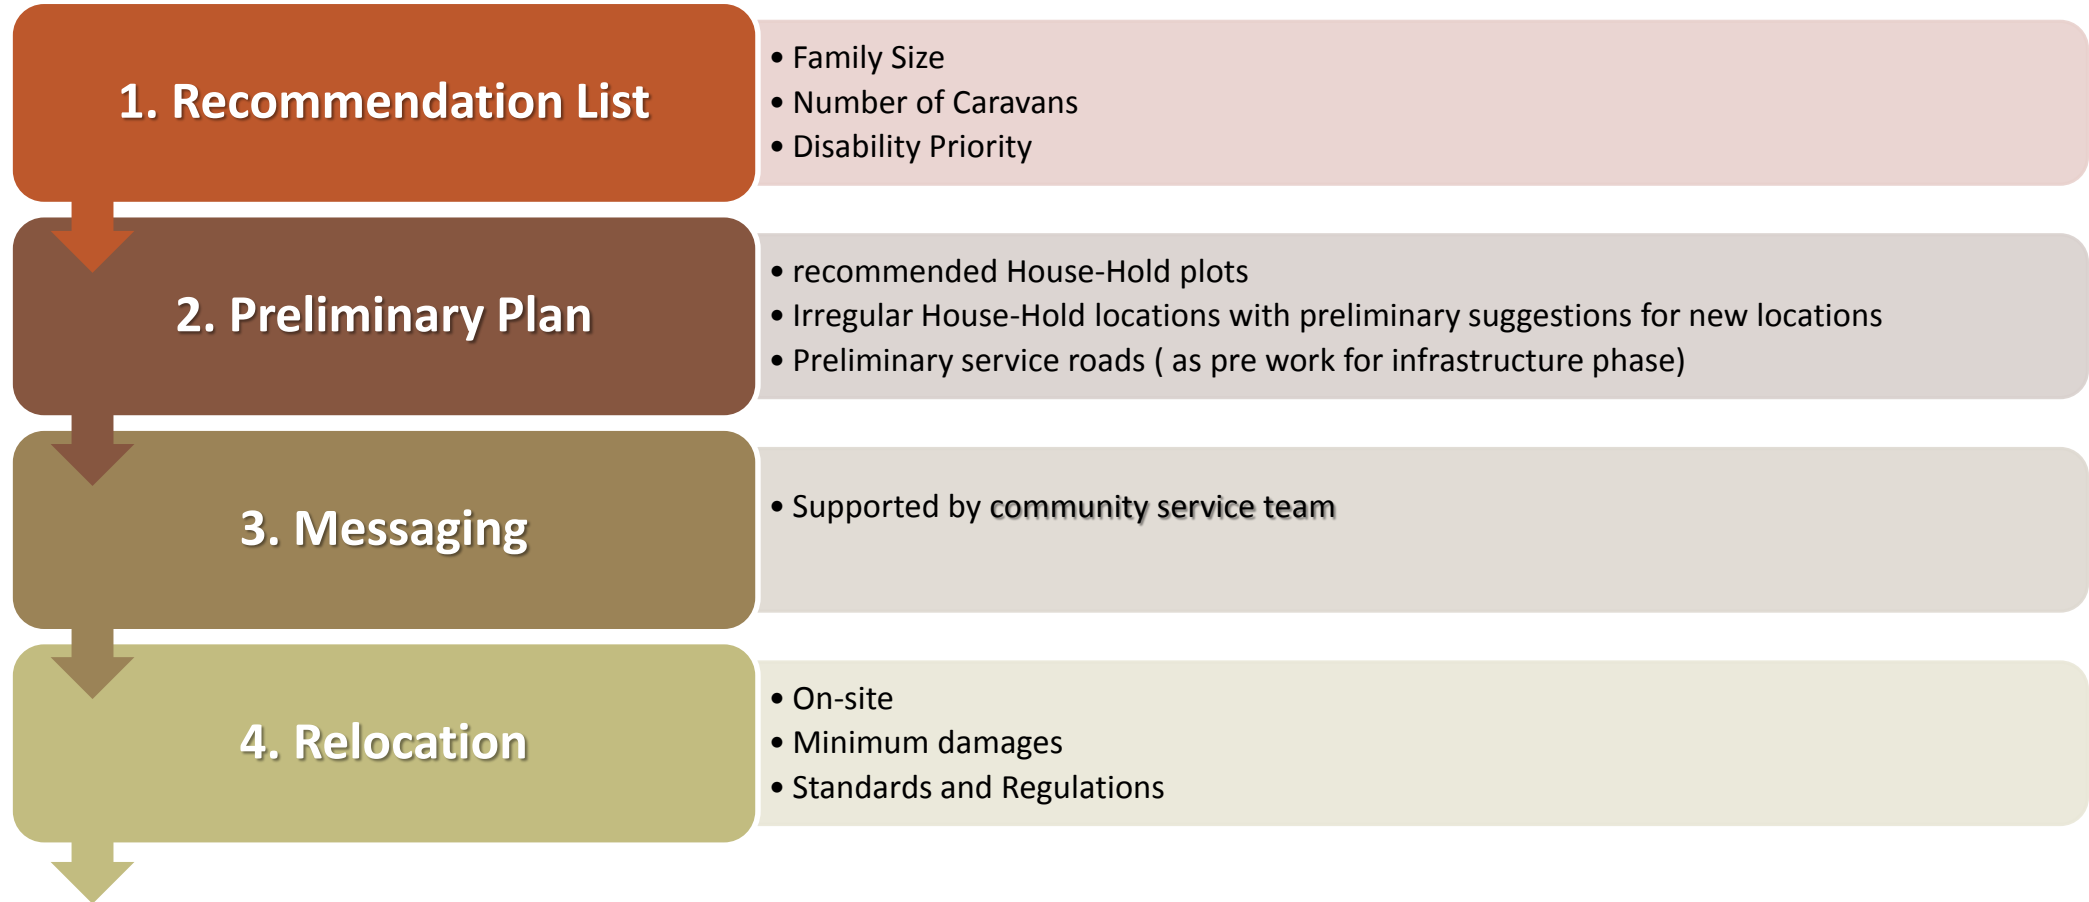 1. Recommendation List
• Family Size
• Number of Caravans
• Disability Priority
2. Preliminary Plan
• recommended House-Hold plots
• Irregular House-Hold locations with preliminary suggestions for new locations
• Preliminary service roads ( as pre work for infrastructure phase)
3. Messaging
• Supported by community service team
4. Relocation
• On-site
• Minimum damages
• Standards and Regulations